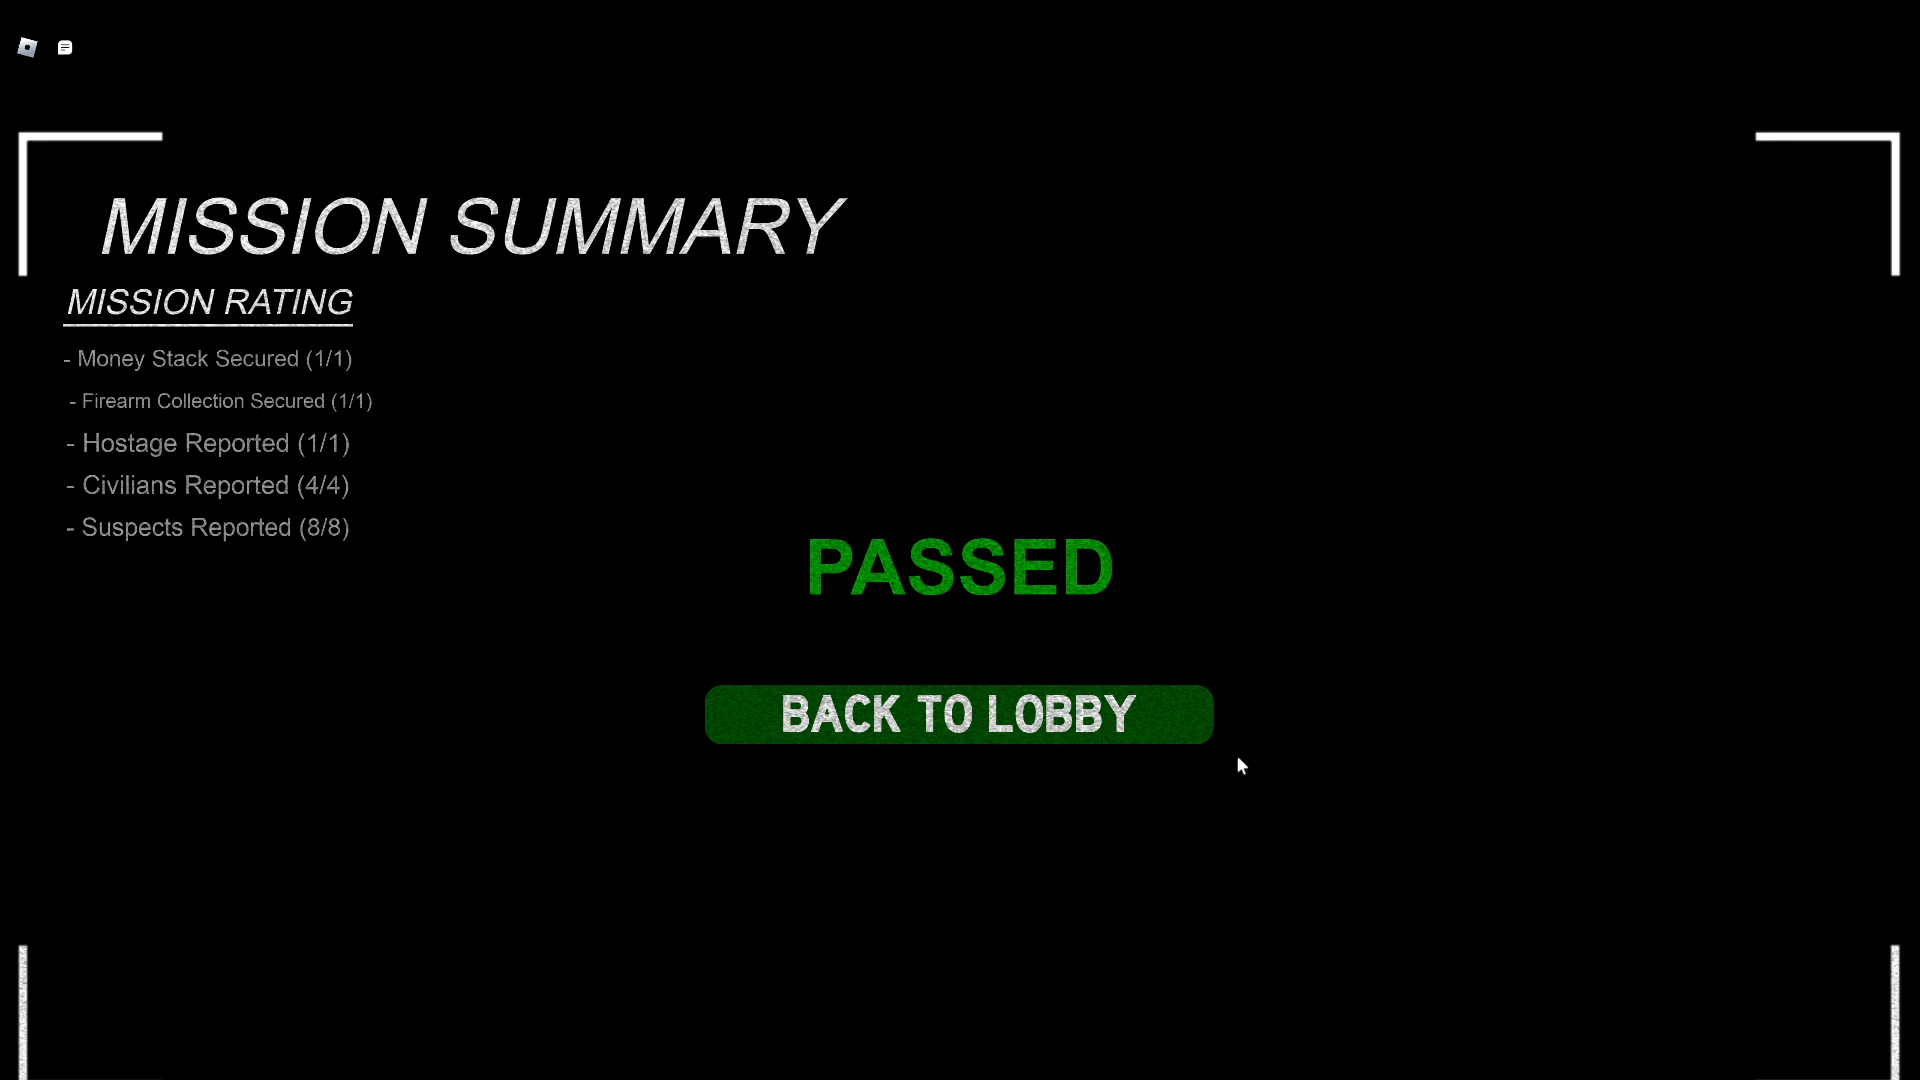 MISSION SUMMARY
MISSION RATING
- Money Stack Secured (1/1)
- Firearm Collection Secured (1/1)
- Hostage Reported (1/1)
- Civilians Reported (4/4)
- Suspects Reported (8/8)
PASSED
BACK TO LOBBY